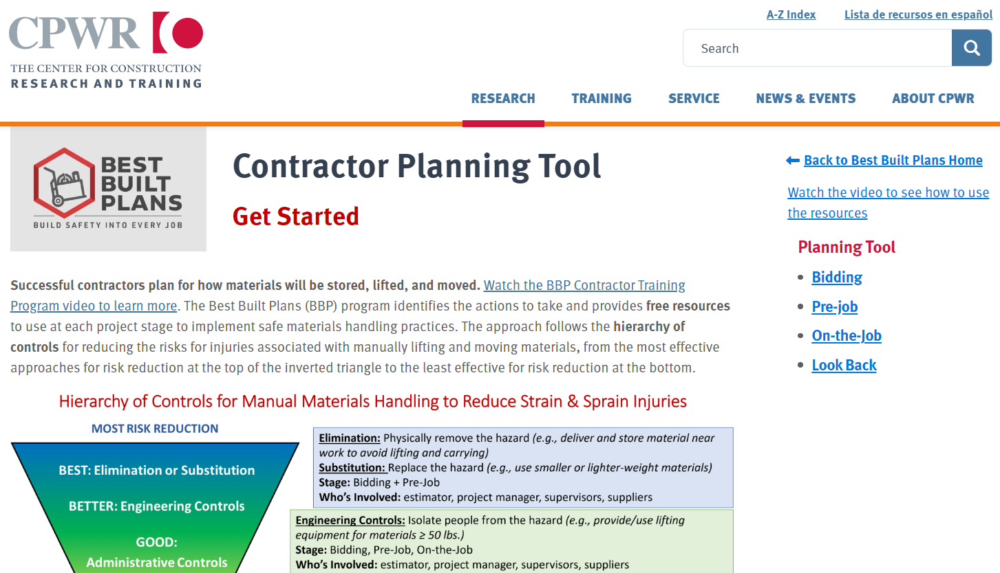 CPWR
THE CENTER FOR CONSTRUCTION
RESEARCH AND TRAINING
A-Z Index
Lista de recursos en español
Search
RESEARCH
TRAINING
SERVICE
NEWS & EVENTS
ABOUT CPWR
BEST
BUILT
PLANS
BUILD SAFETY INTO EVERY JOB
Contractor Planning Tool
Get Started
Successful contractors plan for how materials will be stored, lifted, and moved. Watch the BBP Contractor Training
Program video to learn more. The Best Built Plans (BBP) program identifies the actions to take and provides free resources
to use at each project stage to implement safe materials handling practices. The approach follows the hierarchy of
controls for reducing the risks for injuries associated with manually lifting and moving materials, from the most effective
approaches for risk reduction at the top of the inverted triangle to the least effective for risk reduction at the bottom.
Hierarchy of Controls for Manual Materials Handling to Reduce Strain & Sprain Injuries
MOST RISK REDUCTION
BEST: Elimination or Substitution
BETTER: Engineering Controls
GOOD:
Administrative Controls
Elimination: Physically remove the hazard (e.g., deliver and store material near
work to avoid lifting and carrying)
Substitution: Replace the hazard (e.g., use smaller or lighter-weight materials)
Stage: Bidding + Pre-Job
Who's Involved: estimator, project manager, supervisors, suppliers
Engineering Controls: Isolate people from the hazard (e.g., provide/use lifting
equipment for materials ≥ 50 lbs.)
Stage: Bidding, Pre-Job, On-the-Job
Who's Involved: estimator, project manager, supervisors, suppliers
Back to Best Built Plans Home
Watch the video to see how to use
the resources
Planning Tool
Bidding
Pre-job
On-the-Job
Look Back